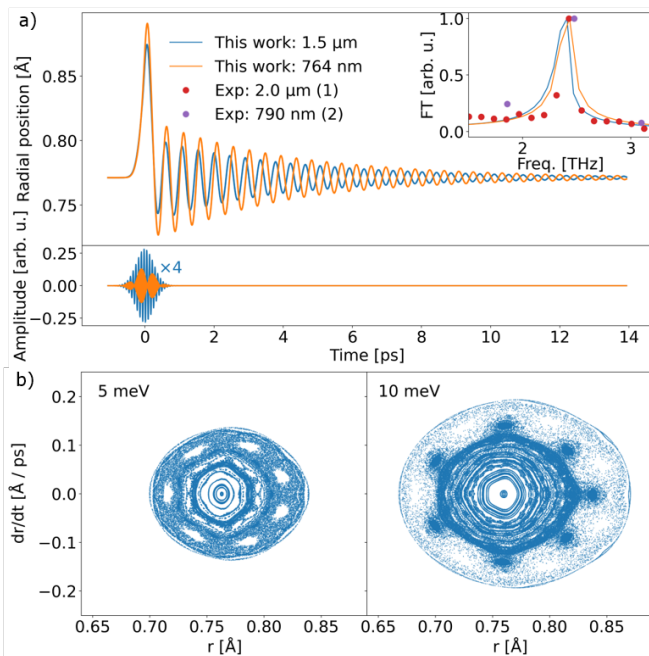 a)
Radial position [Å]
0.85
0.80
0.75
This work: 1.5 μm
This work: 764 nm
Exp: 2.0 μm (1)
Exp: 790 nm (2)
FT [arb. u.]
1.0
0.5
0.0
2
3
Freq. [THz]
Amplitude [arb. u.]
0.25
0.00
-0.25
×4
0
2
4
6
8
10
12
14
Time [ps]
b)
dr/dt [Å / ps]
0.2
0.1
0.0
-0.1
-0.2
5 meV
10 meV
0.65
0.70
0.75
0.80
0.85
r [Å]
0.65
0.70
0.75
0.80
0.85
r [Å]